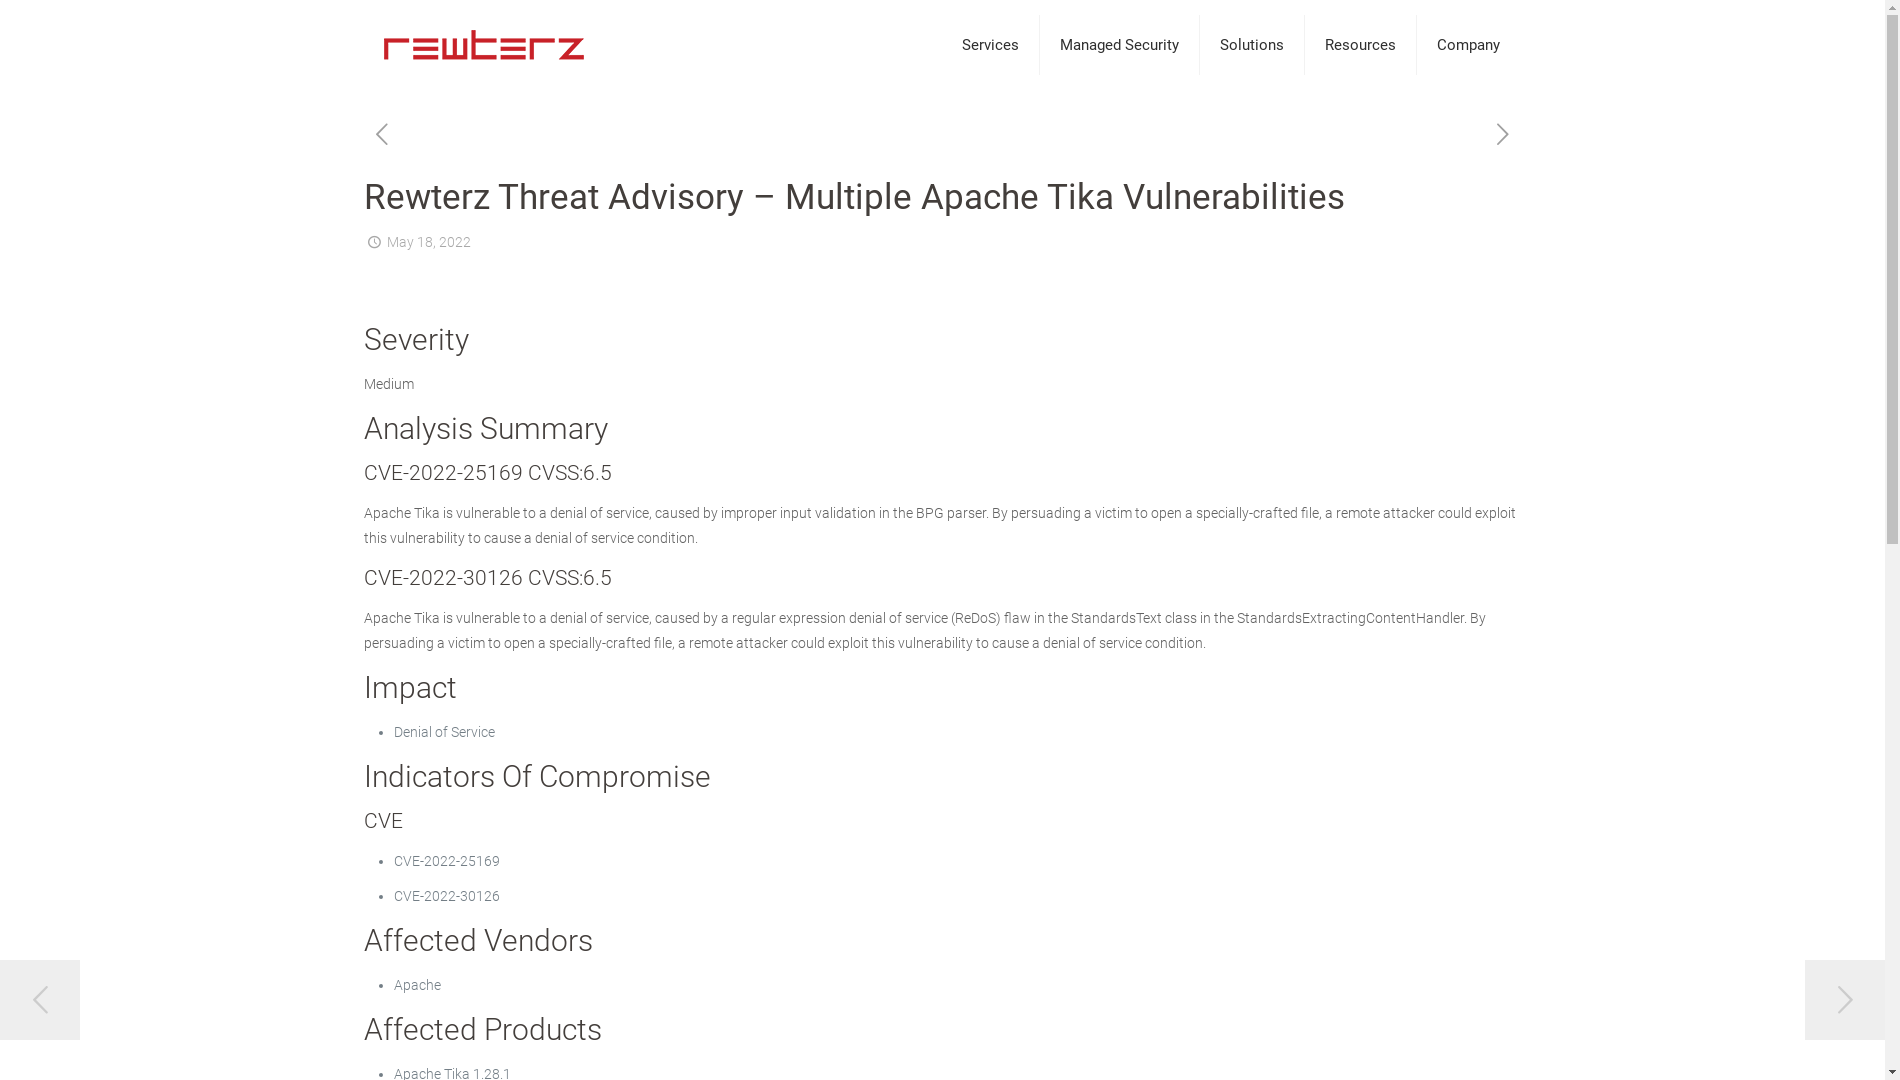 rewterz
Services
Managed Security
Solutions
Resources
Company
Rewterz Threat Advisory – Multiple Apache Tika Vulnerabilities
May 18, 2022
Severity
Medium
Analysis Summary
CVE-2022-25169 CVSS:6.5
Apache Tika is vulnerable to a denial of service, caused by improper input validation in the BPG parser. By persuading a victim to open a specially-crafted file, a remote attacker could exploit
this vulnerability to cause a denial of service condition.
CVE-2022-30126 CVSS:6.5
Apache Tika is vulnerable to a denial of service, caused by a regular expression denial of service (ReDoS) flaw in the StandardsText class in the StandardsExtractingContentHandler. By
persuading a victim to open a specially-crafted file, a remote attacker could exploit this vulnerability to cause a denial of service condition.
Impact
Denial of Service
Indicators Of Compromise
CVE
CVE-2022-25169
CVE-2022-30126
Affected Vendors
Apache
Affected Products
Apache Tika 1.28.1